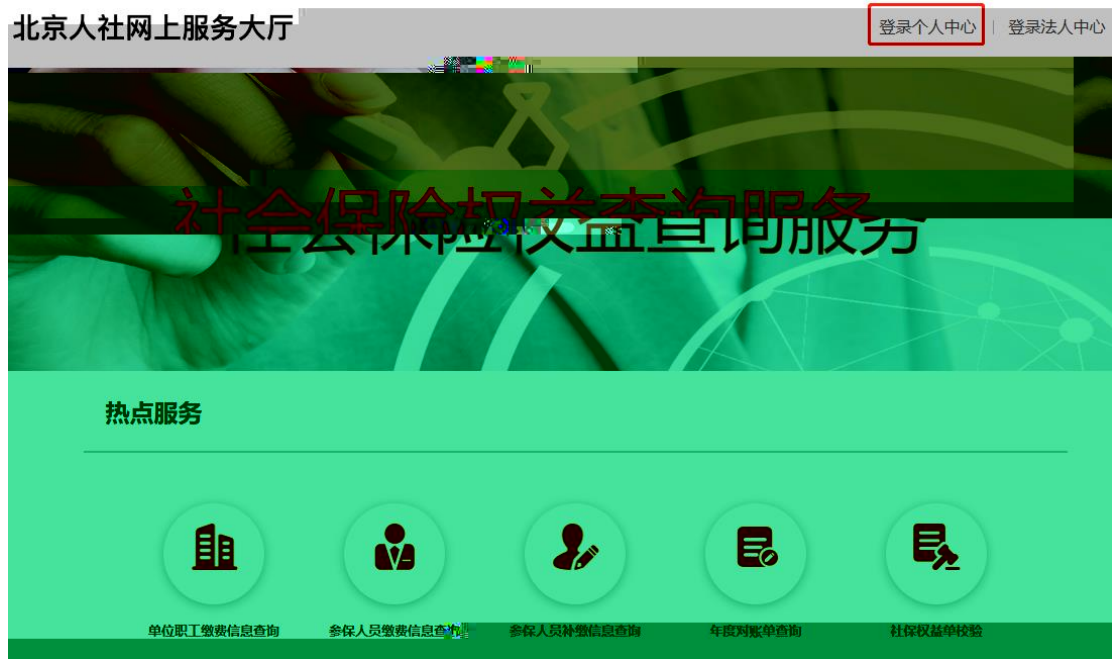 北京人社网上服务大厅
登录个人中心 | 登录法人中心
社会保险权益查询服务
热点服务
单位职工缴费信息查询 参保人员缴费信息查询 参保人员补缴信息查询 年度对账单查询 社保权益单校验